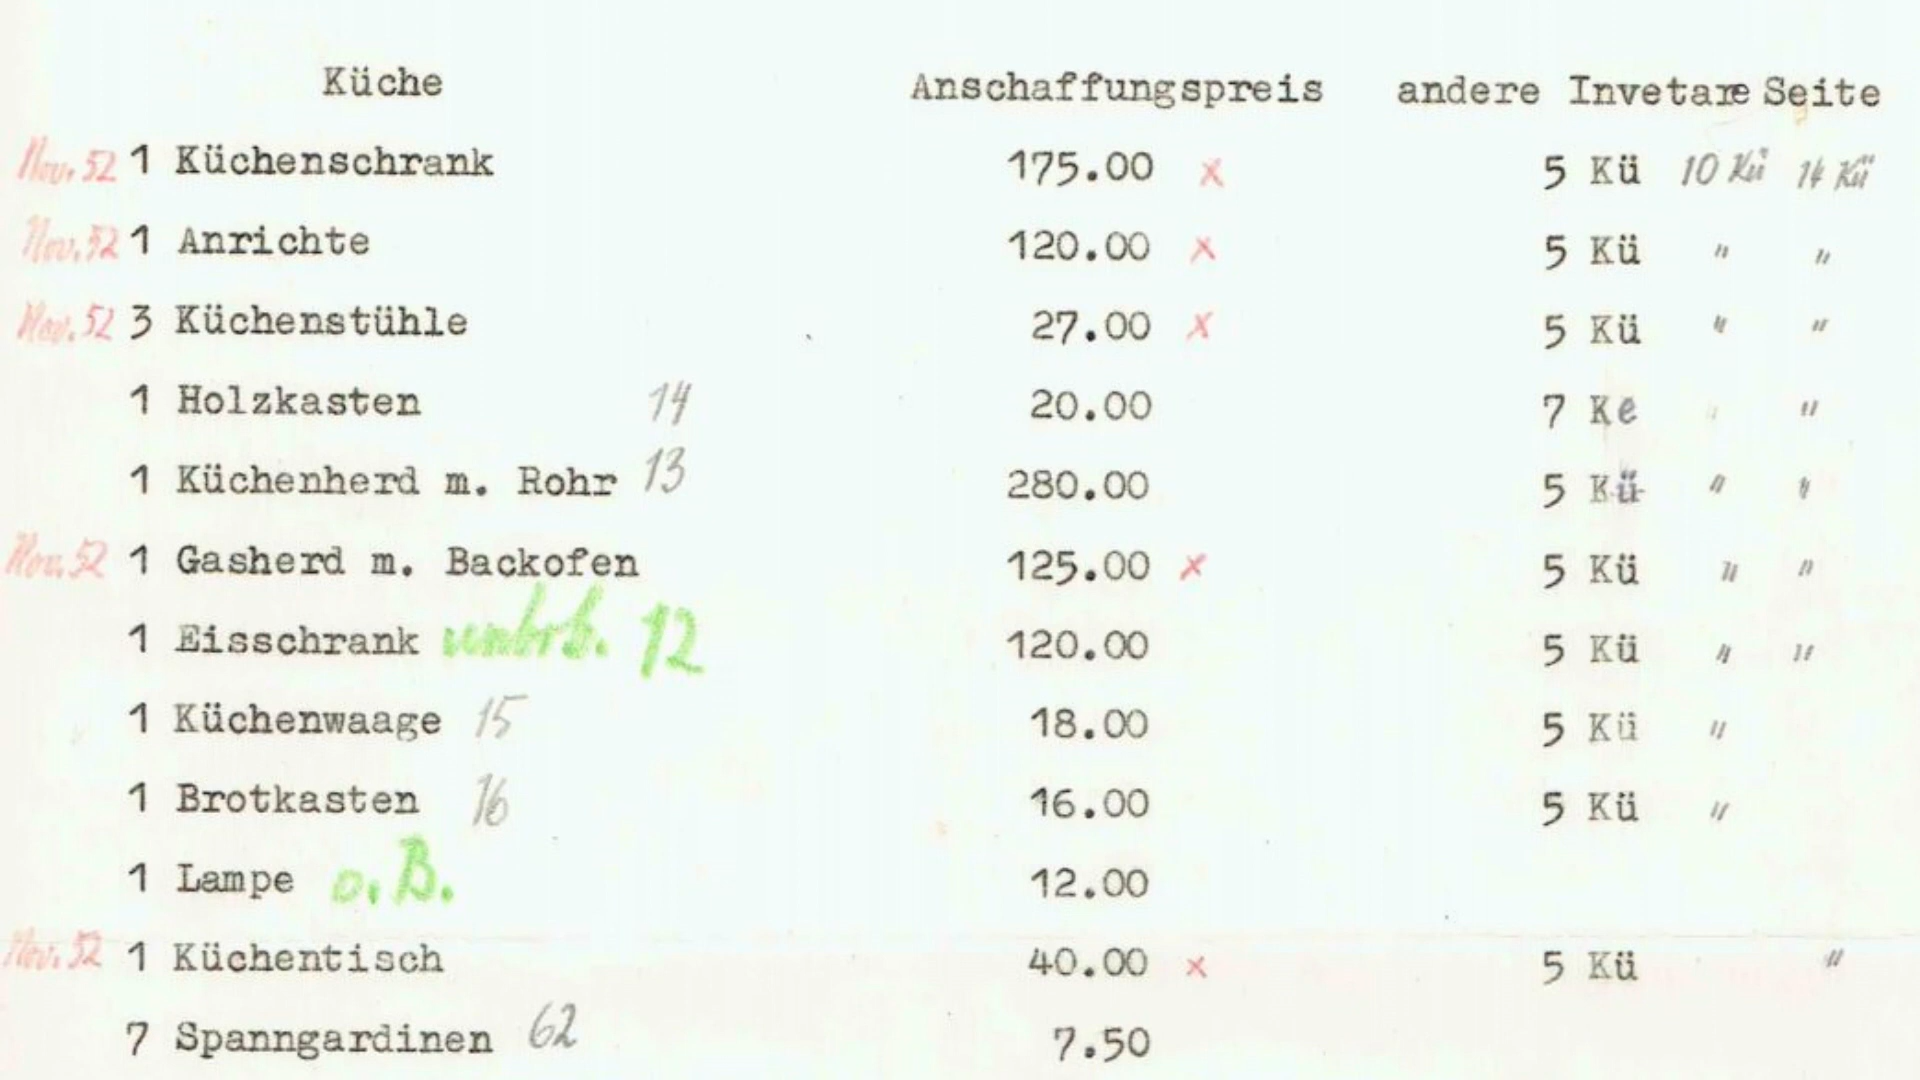 Küche Anschaffungspreis andere Invetare Seite
Nov. 52 1 Küchenschrank 175.00 x 5 Kü 10 Kü 14 Kü
Nov. 52 1 Anrichte 120.00 x 5 Kü " "
Nov. 52 3 Küchenstühle 27.00 x 5 Kü " "
1 Holzkasten 14 20.00 7 Ke " "
1 Küchenherd m. Rohr 13 280.00 5 Kü " "
Nov. 52 1 Gasherd m. Backofen 125.00 x 5 Kü " "
1 Eisschrank 12 120.00 5 Kü " "
1 Küchenwaage 15 18.00 5 Kü "
1 Brotkasten 16 16.00 5 Kü "
1 Lampe o. B. 12.00
Nov. 52 1 Küchentisch 40.00 x 5 Kü "
7 Spanngardinen 62 7.50